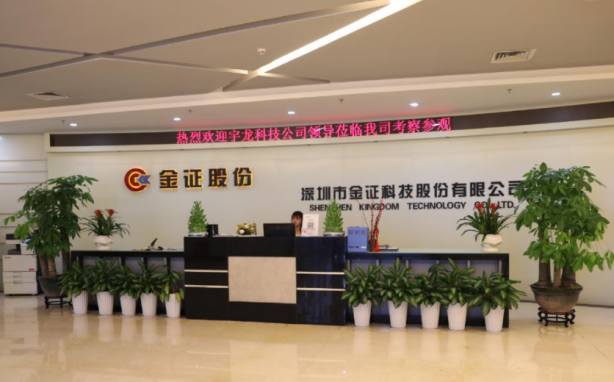 热烈欢迎宇龙科技公司领导莅临我司考察参观
金证股份
深圳市金证科技股份有限公司
SHENZHEN KINGDOM TECHNOLOGY CO.,LTD.